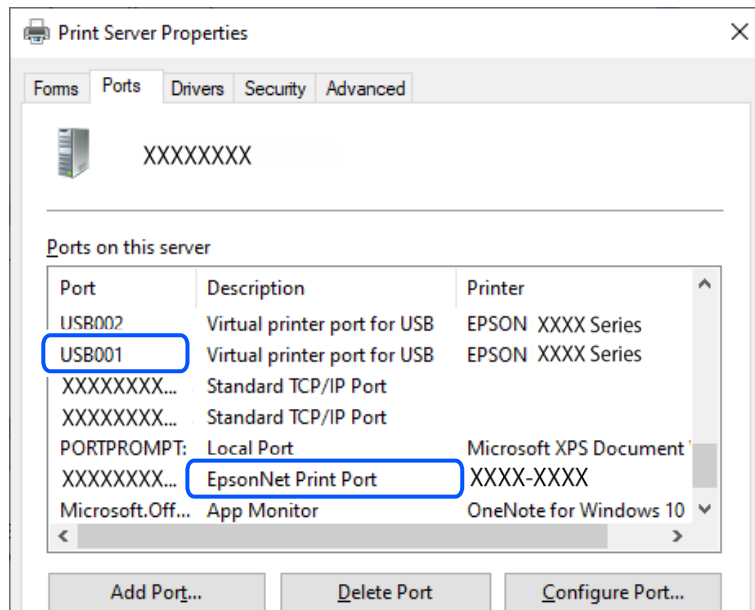 Print Server Properties
Forms Ports Drivers Security Advanced
XXXXXXXX
Ports on this server
Port Description Printer
USB002 Virtual printer port for USB EPSON XXXX Series
USB001 Virtual printer port for USB EPSON XXXX Series
XXXXXXXX... Standard TCP/IP Port
XXXXXXXX... Standard TCP/IP Port
PORTPROMPT: Local Port Microsoft XPS Document
XXXXXXXX... EpsonNet Print Port XXXX-XXXX
Microsoft.Off... App Monitor OneNote for Windows 10
Add Port... Delete Port Configure Port...